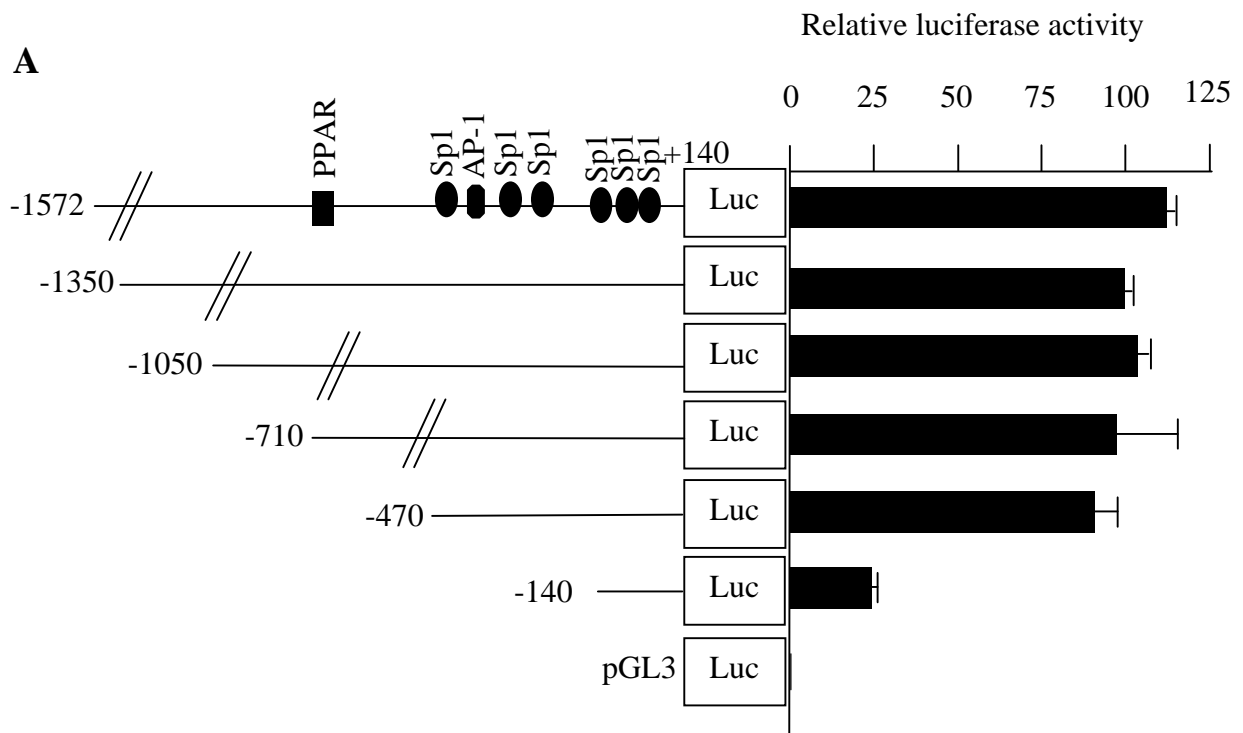 Relative luciferase activity
A
0 25 50 75 100 125
PPAR
Sp1
AP-1
Sp1
Sp1
Sp1
Sp1
Sp1
+140
-1572
Luc
-1350
Luc
-1050
Luc
-710
Luc
-470
Luc
-140
Luc
pGL3
Luc